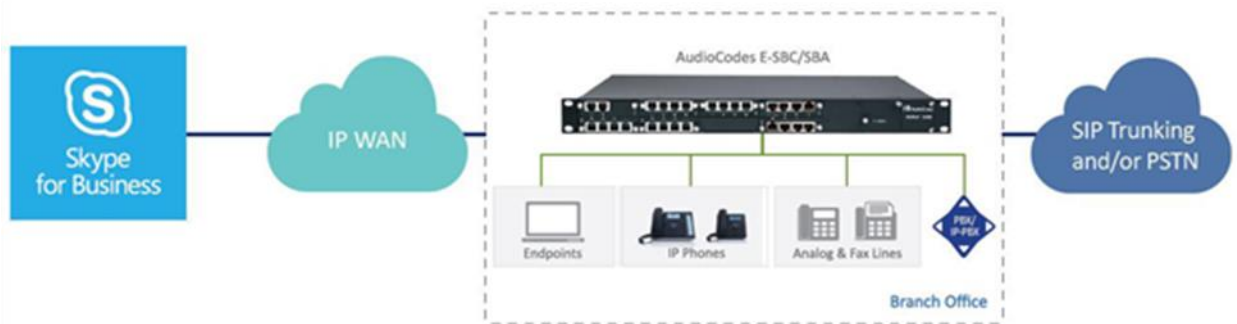 AudioCodes E-SBC/SBA
S
Skype
for Business
IP WAN
SIP Trunking
and/or PSTN
Endpoints
IP Phones
Analog & Fax Lines
PBX/
IP-PBX
Branch Office